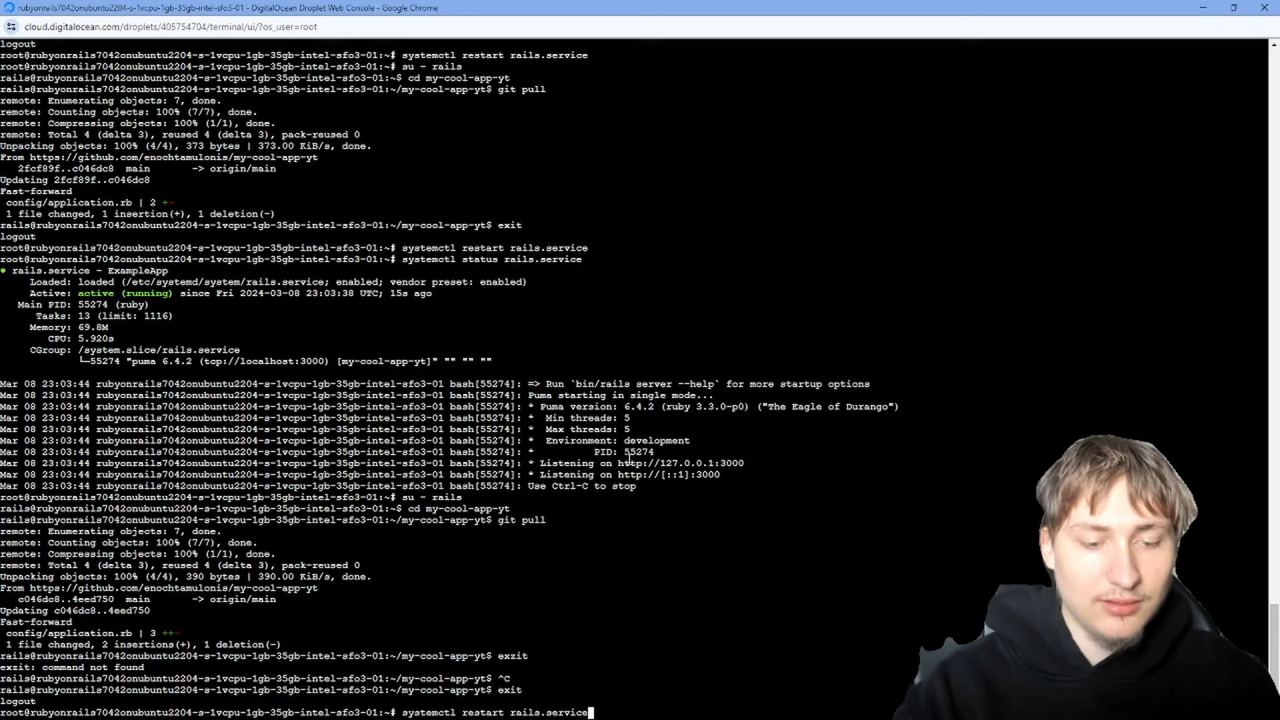 rubyonrails7042onubuntu2204-s-1vcpu-1gb-35gb-intel-sfo3-01 - DigitalOcean Droplet Web Console - Google Chrome
cloud.digitalocean.com/droplets/405754704/terminal/ui/?os_user=root
logout
root@rubyonrails7042onubuntu2204-s-1vcpu-1gb-35gb-intel-sfo3-01:~# systemctl restart rails.service
root@rubyonrails7042onubuntu2204-s-1vcpu-1gb-35gb-intel-sfo3-01:~# su - rails
rails@rubyonrails7042onubuntu2204-s-1vcpu-1gb-35gb-intel-sfo3-01:~$ cd my-cool-app-yt
rails@rubyonrails7042onubuntu2204-s-1vcpu-1gb-35gb-intel-sfo3-01:~/my-cool-app-yt$ git pull
remote: Enumerating objects: 7, done.
remote: Counting objects: 100% (7/7), done.
remote: Compressing objects: 100% (1/1), done.
remote: Total 4 (delta 3), reused 4 (delta 3), pack-reused 0
Unpacking objects: 100% (4/4), 373 bytes | 373.00 KiB/s, done.
From https://github.com/enochtamulonis/my-cool-app-yt
2fcf89f..c046dc8 main -> origin/main
Updating 2fcf89f..c046dc8
Fast-forward
config/application.rb | 2 +-
1 file changed, 1 insertion(+), 1 deletion(-)
rails@rubyonrails7042onubuntu2204-s-1vcpu-1gb-35gb-intel-sfo3-01:~/my-cool-app-yt$ exit
logout
root@rubyonrails7042onubuntu2204-s-1vcpu-1gb-35gb-intel-sfo3-01:~# systemctl restart rails.service
root@rubyonrails7042onubuntu2204-s-1vcpu-1gb-35gb-intel-sfo3-01:~# systemctl status rails.service
● rails.service - ExampleApp
Loaded: loaded (/etc/systemd/system/rails.service; enabled; vendor preset: enabled)
Active: active (running) since Fri 2024-03-08 23:03:38 UTC; 15s ago
Main PID: 55274 (ruby)
Tasks: 13 (limit: 1116)
Memory: 69.8M
CPU: 5.920s
CGroup: /system.slice/rails.service
└─55274 "puma 6.4.2 (tcp://localhost:3000) [my-cool-app-yt]" "" "" ""
Mar 08 23:03:44 rubyonrails7042onubuntu2204-s-1vcpu-1gb-35gb-intel-sfo3-01 bash[55274]: => Run `bin/rails server --help` for more startup options
Mar 08 23:03:44 rubyonrails7042onubuntu2204-s-1vcpu-1gb-35gb-intel-sfo3-01 bash[55274]: Puma starting in single mode...
Mar 08 23:03:44 rubyonrails7042onubuntu2204-s-1vcpu-1gb-35gb-intel-sfo3-01 bash[55274]: * Puma version: 6.4.2 (ruby 3.3.0-p0) ("The Eagle of Durango")
Mar 08 23:03:44 rubyonrails7042onubuntu2204-s-1vcpu-1gb-35gb-intel-sfo3-01 bash[55274]: * Min threads: 5
Mar 08 23:03:44 rubyonrails7042onubuntu2204-s-1vcpu-1gb-35gb-intel-sfo3-01 bash[55274]: * Max threads: 5
Mar 08 23:03:44 rubyonrails7042onubuntu2204-s-1vcpu-1gb-35gb-intel-sfo3-01 bash[55274]: * Environment: development
Mar 08 23:03:44 rubyonrails7042onubuntu2204-s-1vcpu-1gb-35gb-intel-sfo3-01 bash[55274]: * PID: 55274
Mar 08 23:03:44 rubyonrails7042onubuntu2204-s-1vcpu-1gb-35gb-intel-sfo3-01 bash[55274]: * Listening on http://127.0.0.1:3000
Mar 08 23:03:44 rubyonrails7042onubuntu2204-s-1vcpu-1gb-35gb-intel-sfo3-01 bash[55274]: * Listening on http://[::1]:3000
Mar 08 23:03:44 rubyonrails7042onubuntu2204-s-1vcpu-1gb-35gb-intel-sfo3-01 bash[55274]: Use Ctrl-C to stop
root@rubyonrails7042onubuntu2204-s-1vcpu-1gb-35gb-intel-sfo3-01:~# su - rails
rails@rubyonrails7042onubuntu2204-s-1vcpu-1gb-35gb-intel-sfo3-01:~$ cd my-cool-app-yt
rails@rubyonrails7042onubuntu2204-s-1vcpu-1gb-35gb-intel-sfo3-01:~/my-cool-app-yt$ git pull
remote: Enumerating objects: 7, done.
remote: Counting objects: 100% (7/7), done.
remote: Compressing objects: 100% (1/1), done.
remote: Total 4 (delta 3), reused 4 (delta 3), pack-reused 0
Unpacking objects: 100% (4/4), 390 bytes | 390.00 KiB/s, done.
From https://github.com/enochtamulonis/my-cool-app-yt
c046dc8..4eed750 main -> origin/main
Updating c046dc8..4eed750
Fast-forward
config/application.rb | 3 ++-
1 file changed, 2 insertions(+), 1 deletion(-)
rails@rubyonrails7042onubuntu2204-s-1vcpu-1gb-35gb-intel-sfo3-01:~/my-cool-app-yt$ exzit
exzit: command not found
rails@rubyonrails7042onubuntu2204-s-1vcpu-1gb-35gb-intel-sfo3-01:~/my-cool-app-yt$ ^C
rails@rubyonrails7042onubuntu2204-s-1vcpu-1gb-35gb-intel-sfo3-01:~/my-cool-app-yt$ exit
logout
root@rubyonrails7042onubuntu2204-s-1vcpu-1gb-35gb-intel-sfo3-01:~# systemctl restart rails.service